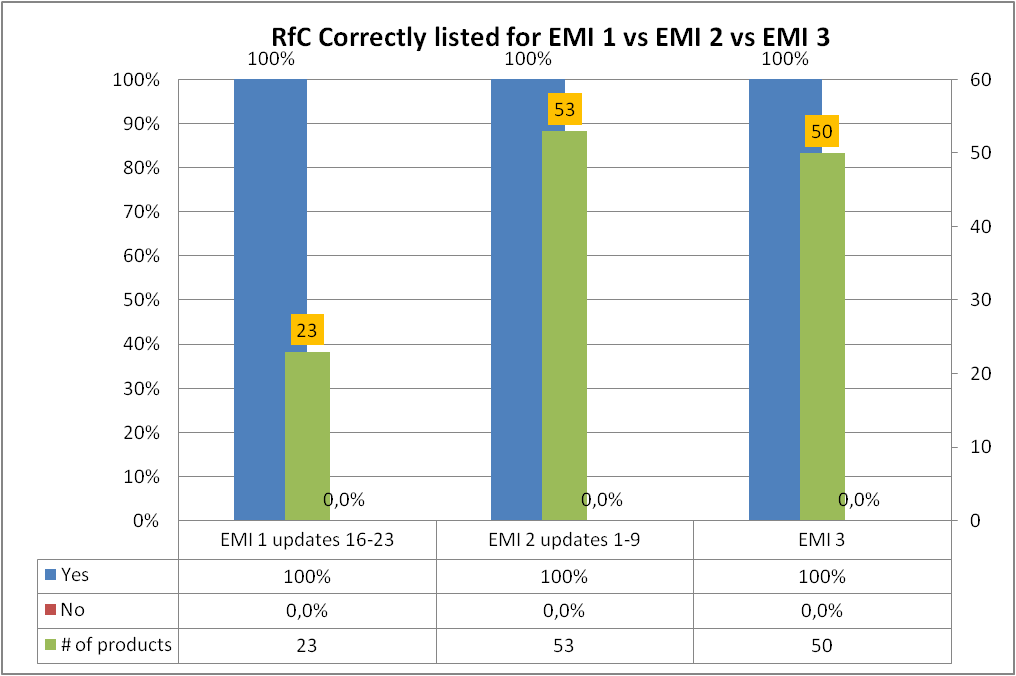 RfC Correctly listed for EMI 1 vs EMI 2 vs EMI 3
100% 100% 100%
100% 60
90% 53
80% 50 50
70% 40
60%
50% 30
40% 23
30% 20
20%
10% 10
0,0% 0,0% 0,0%
0% 0
EMI 1 updates 16-23 EMI 2 updates 1-9 EMI 3
Yes 100% 100% 100%
No 0,0% 0,0% 0,0%
# of products 23 53 50